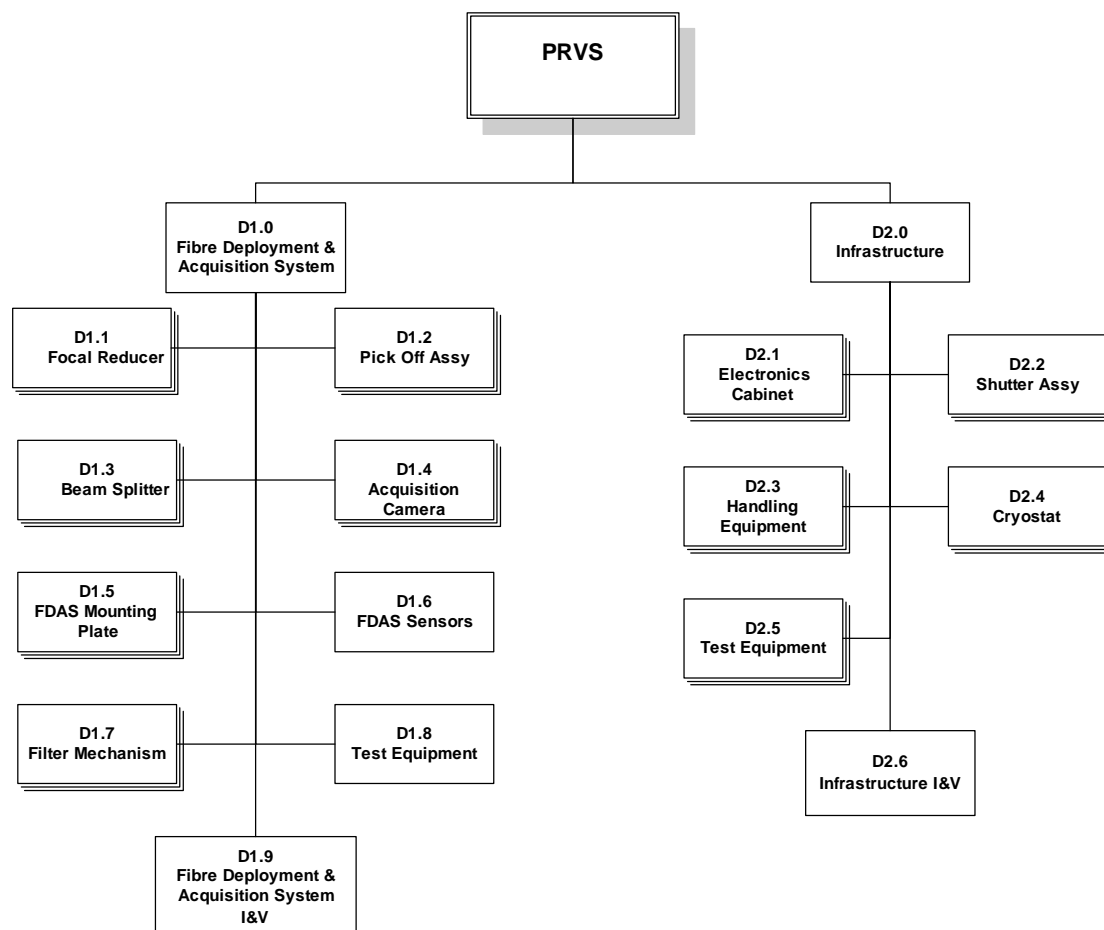 PRVS
D1.0
Fibre Deployment &
Acquisition System
D2.0
Infrastructure
D1.1
Focal Reducer
D1.2
Pick Off Assy
D2.1
Electronics
Cabinet
D2.2
Shutter Assy
D1.3
Beam Splitter
D1.4
Acquisition
Camera
D2.3
Handling
Equipment
D2.4
Cryostat
D1.5
FDAS Mounting
Plate
D1.6
FDAS Sensors
D2.5
Test Equipment
D1.7
Filter Mechanism
D1.8
Test Equipment
D2.6
Infrastructure I&V
D1.9
Fibre Deployment &
Acquisition System
I&V